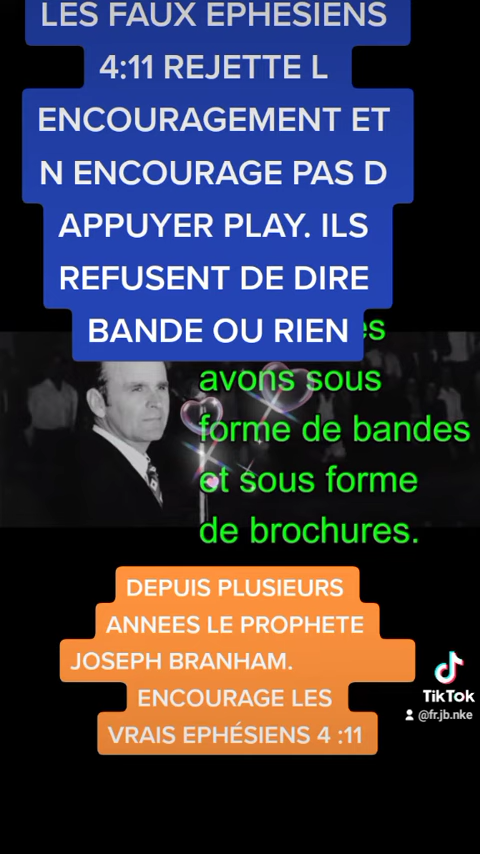 LES FAUX EPHESIENS
4:11 REJETTE L
ENCOURAGEMENT ET
N ENCOURAGE PAS D
APPUYER PLAY. ILS
REFUSENT DE DIRE
BANDE OU RIEN
es
avons sous
forme de bandes
et sous forme
de brochures.
DEPUIS PLUSIEURS
ANNEES LE PROPHETE
JOSEPH BRANHAM.
ENCOURAGE LES
VRAIS EPHÉSIENS 4 :11
TikTok
@fr.jb.nke